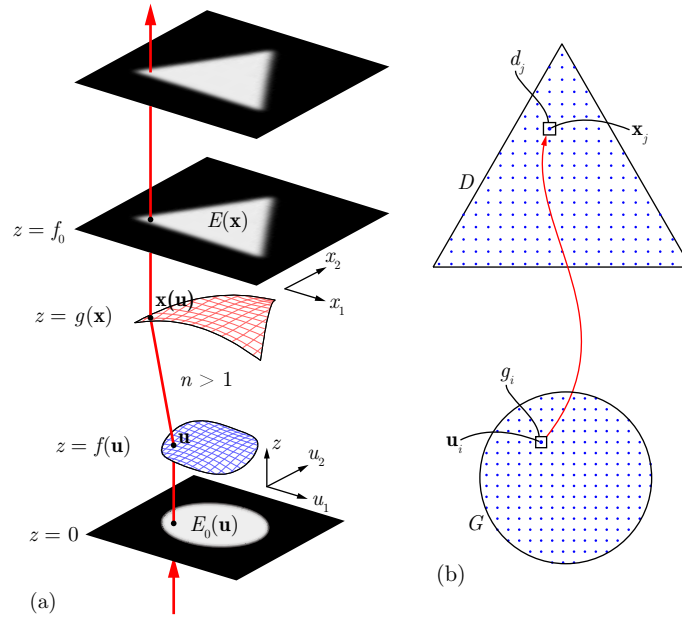 z = f₀
E(x)
x₂
x₁
x(u)
z = g(x)
n > 1
z = f(u)
u
z
u₂
u₁
z = 0
E₀(u)
(a)
dⱼ
xⱼ
D
gᵢ
uᵢ
G
(b)